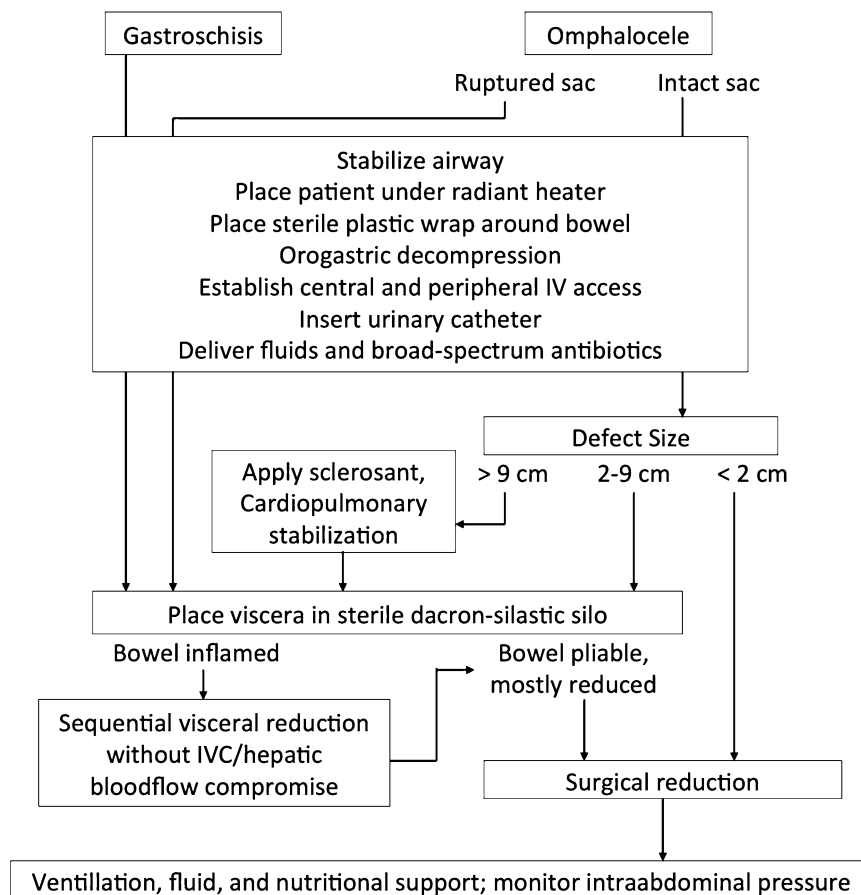 Gastroschisis
Omphalocele
Ruptured sac
Intact sac
Stabilize airway
Place patient under radiant heater
Place sterile plastic wrap around bowel
Orogastric decompression
Establish central and peripheral IV access
Insert urinary catheter
Deliver fluids and broad-spectrum antibiotics
Defect Size
> 9 cm
2-9 cm
< 2 cm
Apply sclerosant,
Cardiopulmonary
stabilization
Place viscera in sterile dacron-silastic silo
Bowel inflamed
Bowel pliable,
mostly reduced
Sequential visceral reduction
without IVC/hepatic
bloodflow compromise
Surgical reduction
Ventillation, fluid, and nutritional support; monitor intraabdominal pressure